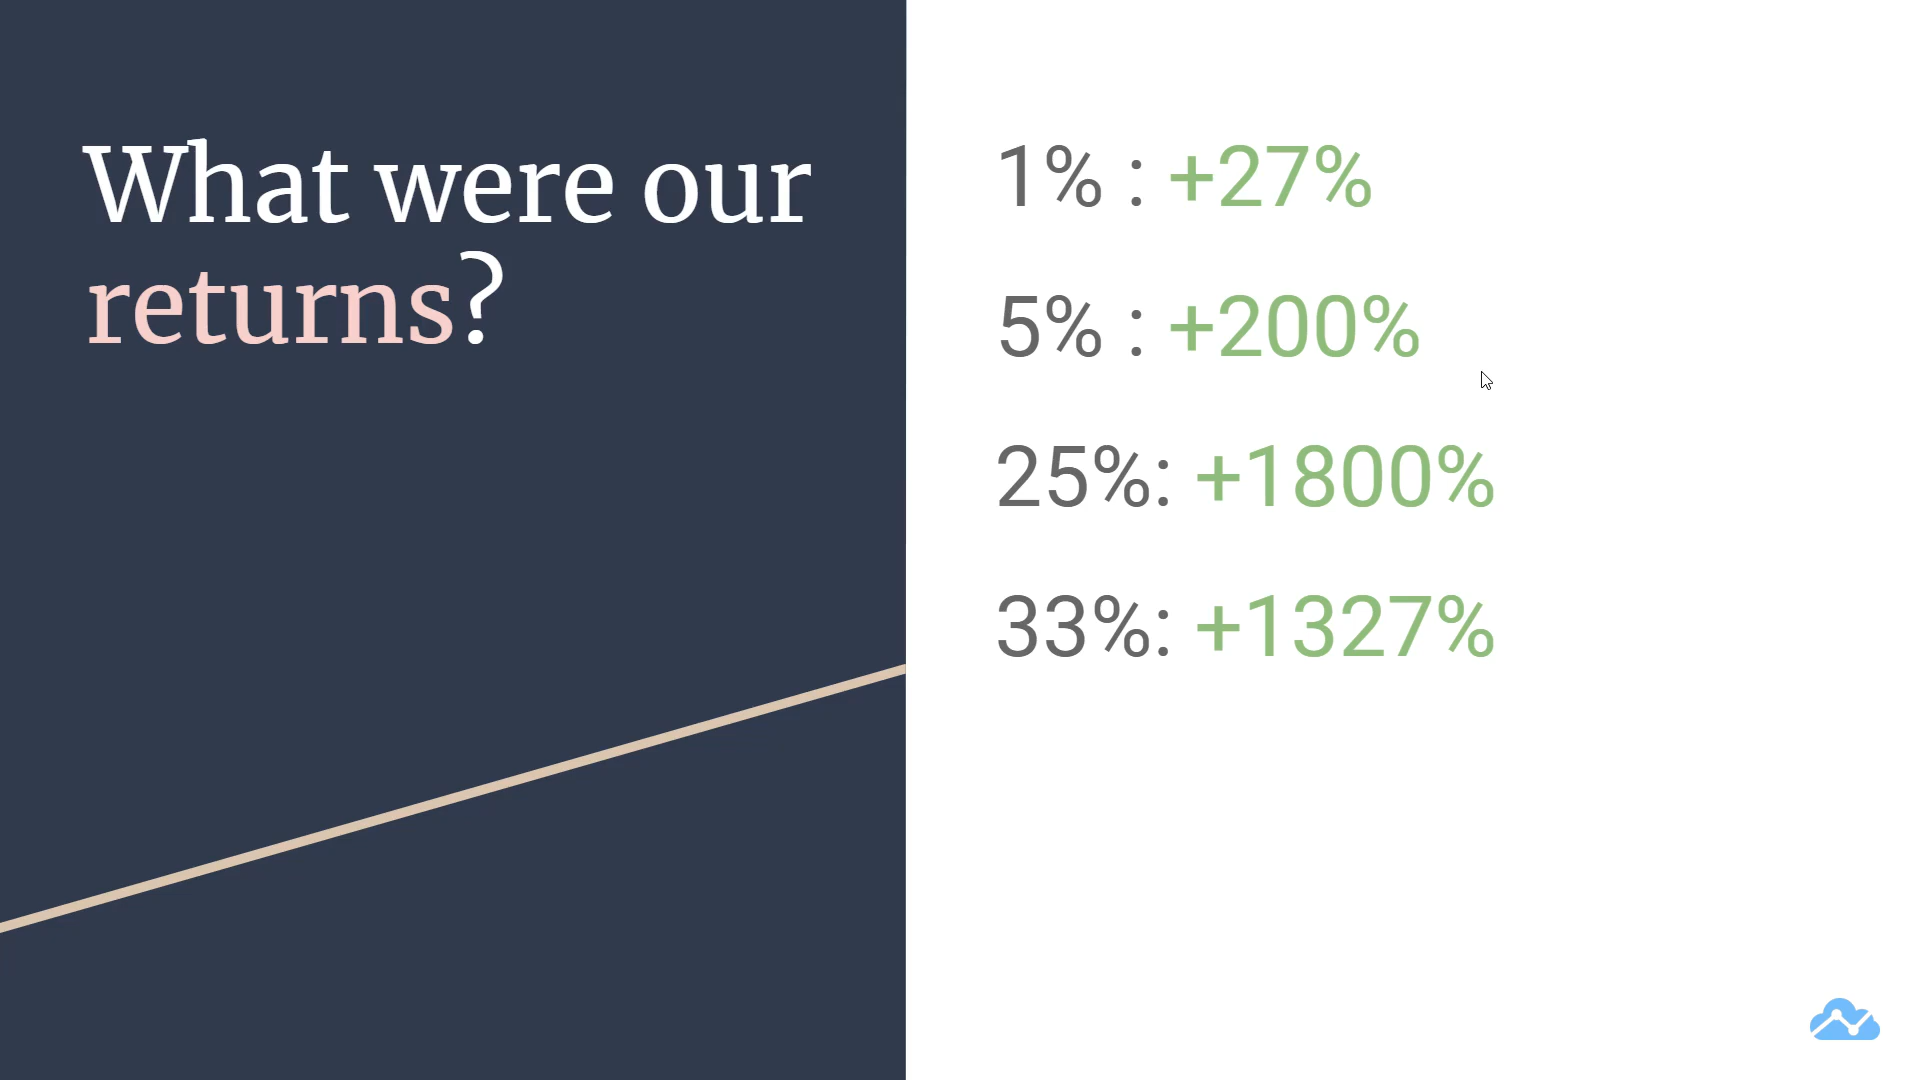 What were our
returns?
1% : +27%
5% : +200%
25%: +1800%
33%: +1327%